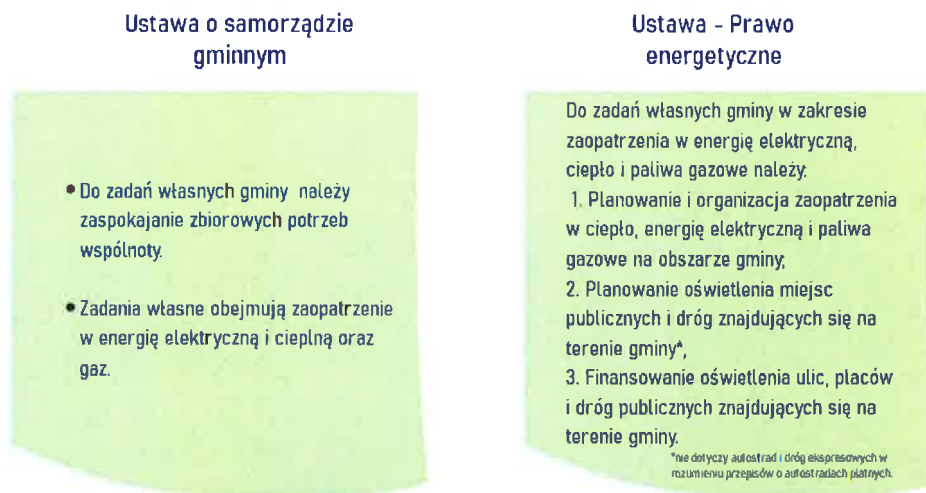 Ustawa o samorządzie
gminnym
• Do zadań własnych gminy należy
zaspokajanie zbiorowych potrzeb
wspólnoty.
• Zadania własne obejmują zaopatrzenie
w energię elektryczną i cieplną oraz
gaz.
Ustawa - Prawo
energetyczne
Do zadań własnych gminy w zakresie
zaopatrzenia w energię elektryczną,
ciepło i paliwa gazowe należy:
1. Planowanie i organizacja zaopatrzenia
w ciepło, energię elektryczną i paliwa
gazowe na obszarze gminy;
2. Planowanie oświetlenia miejsc
publicznych i dróg znajdujących się na
terenie gminy*,
3. Finansowanie oświetlenia ulic, placów
i dróg publicznych znajdujących się na
terenie gminy.
*nie dotyczy autostrad i dróg ekspresowych w
rozumieniu przepisów o autostradach płatnych.